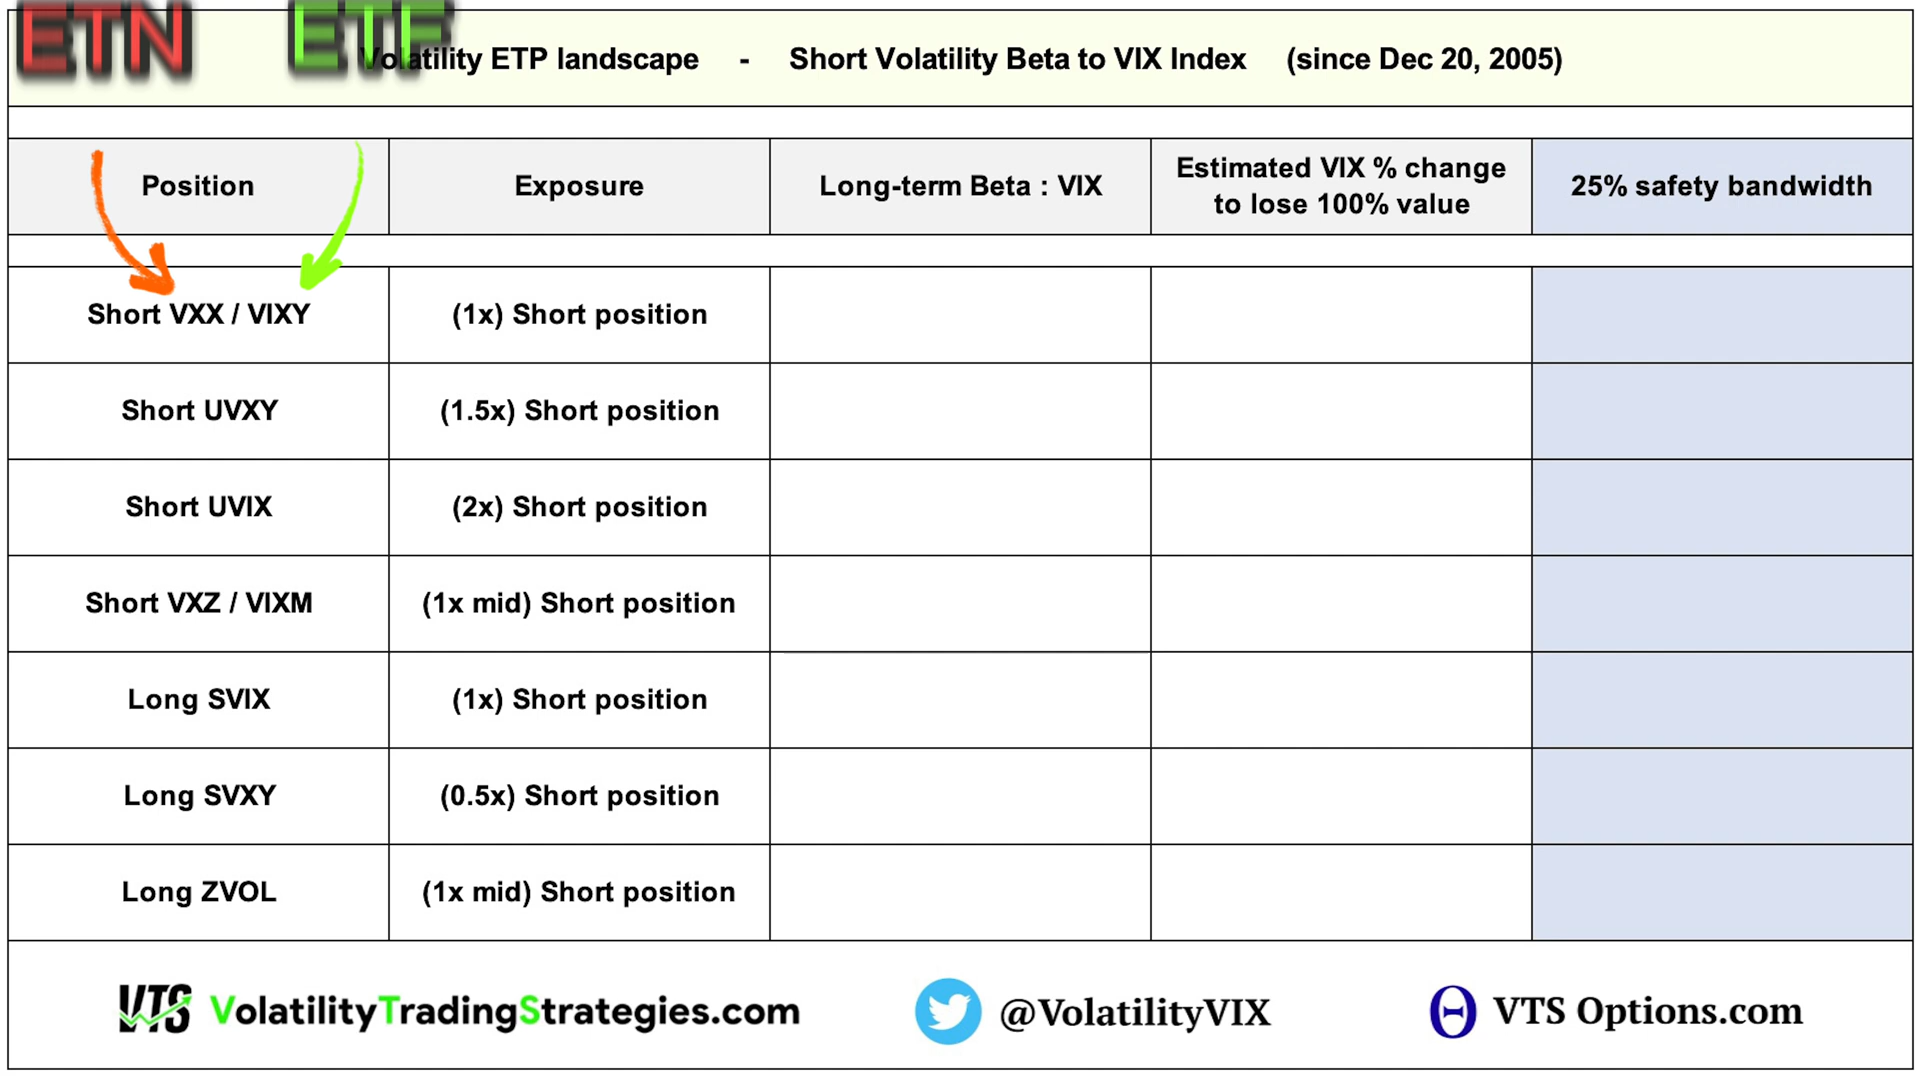 ETN ETF
Volatility ETP landscape - Short Volatility Beta to VIX Index (since Dec 20, 2005)
Position Exposure Long-term Beta : VIX Estimated VIX % change to lose 100% value 25% safety bandwidth
Short VXX / VIXY (1x) Short position
Short UVXY (1.5x) Short position
Short UVIX (2x) Short position
Short VXZ / VIXM (1x mid) Short position
Long SVIX (1x) Short position
Long SVXY (0.5x) Short position
Long ZVOL (1x mid) Short position
VTS VolatilityTradingStrategies.com @VolatilityVIX VTS Options.com